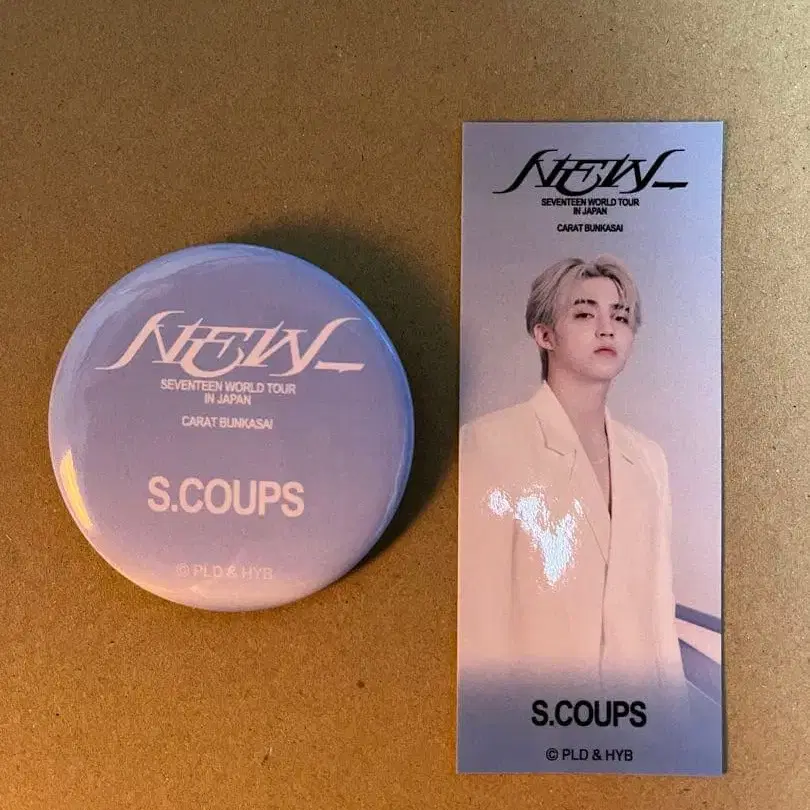 NEW_
SEVENTEEN WORLD TOUR
IN JAPAN
CARAT BUNKASAI
S.COUPS
© PLD & HYB
NEW_
SEVENTEEN WORLD TOUR
IN JAPAN
CARAT BUNKASAI
S.COUPS
© PLD & HYB